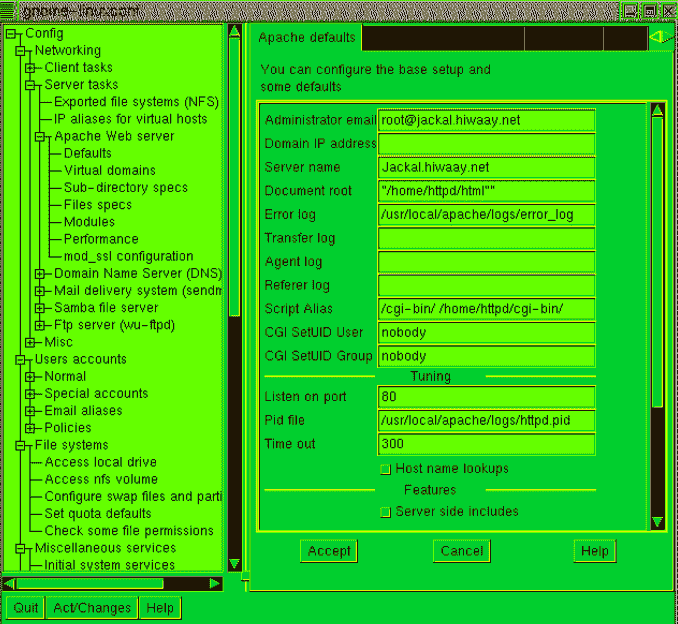 gnome-linuxconf
Config
Networking
Client tasks
Server tasks
Exported file systems (NFS)
IP aliases for virtual hosts
Apache Web server
Defaults
Virtual domains
Sub-directory specs
Files specs
Modules
Performance
mod_ssl configuration
Domain Name Server (DNS)
Mail delivery system (sendm
Samba file server
Ftp server (wu-ftpd)
Misc
Users accounts
Normal
Special accounts
Email aliases
Policies
File systems
Access local drive
Access nfs volume
Configure swap files and parti
Set quota defaults
Check some file permissions
Miscellaneous services
Initial system services
Quit Act/Changes Help
Apache defaults
You can configure the base setup and
some defaults
Administrator email root@jackal.hiwaay.net
Domain IP address
Server name Jackal.hiwaay.net
Document root "/home/httpd/html""
Error log /usr/local/apache/logs/error_log
Transfer log
Agent log
Referer log
Script Alias /cgi-bin/ /home/httpd/cgi-bin/
CGI SetUID User nobody
CGI SetUID Group nobody
Tuning
Listen on port 80
Pid file /usr/local/apache/logs/httpd.pid
Time out 300
Host name lookups
Features
Server side includes
Accept Cancel Help